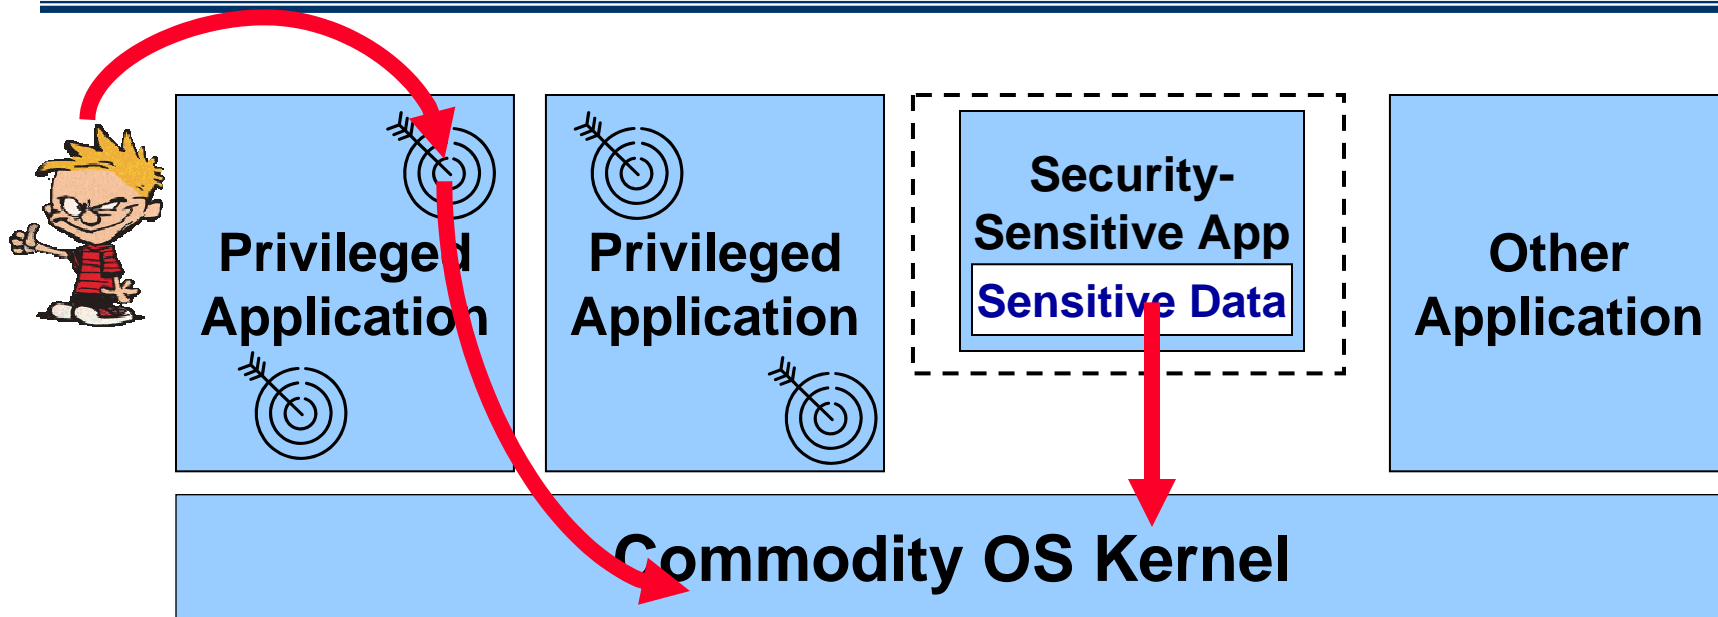 Privileged
Application
Privileged
Application
Security-
Sensitive App
Sensitive Data
Other
Application
Commodity OS Kernel